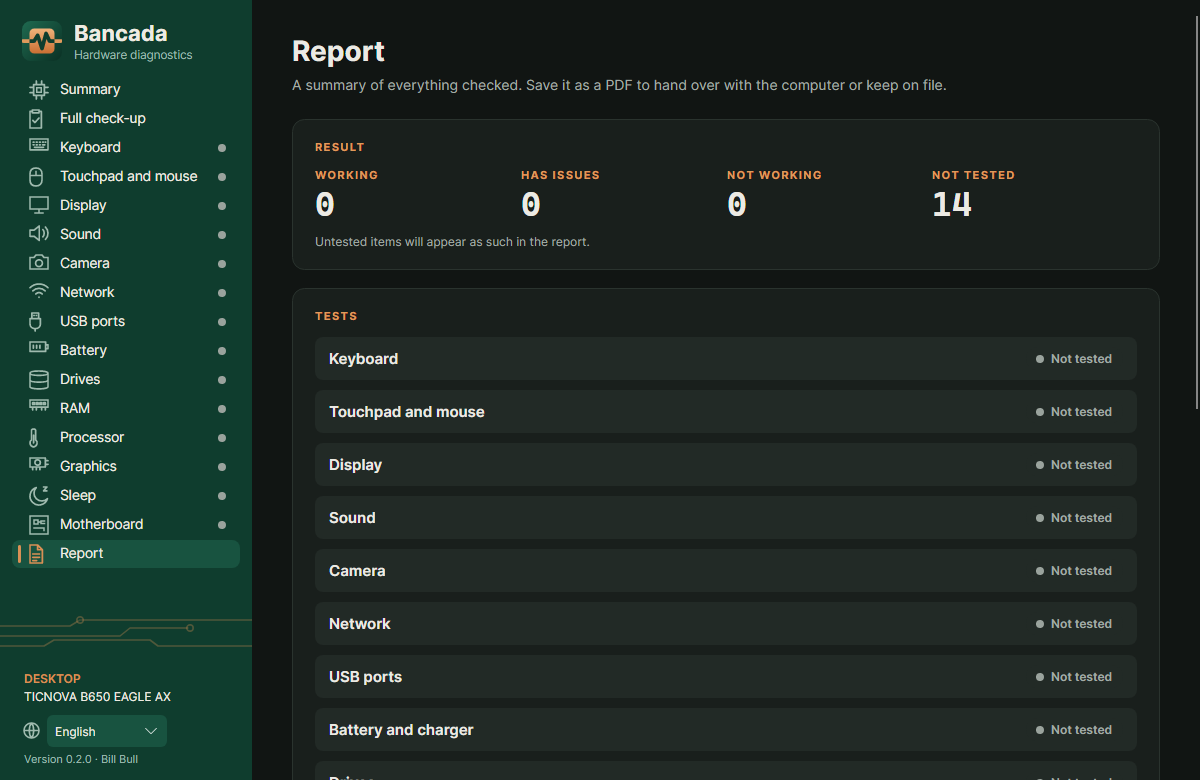 Bancada
Hardware diagnostics
Summary
Full check-up
Keyboard
Touchpad and mouse
Display
Sound
Camera
Network
USB ports
Battery
Drives
RAM
Processor
Graphics
Sleep
Motherboard
Report
DESKTOP
TICNOVA B650 EAGLE AX
English
Version 0.2.0 · Bill Bull
Report
A summary of everything checked. Save it as a PDF to hand over with the computer or keep on file.
RESULT
WORKING HAS ISSUES NOT WORKING NOT TESTED
0 0 0 14
Untested items will appear as such in the report.
TESTS
Keyboard Not tested
Touchpad and mouse Not tested
Display Not tested
Sound Not tested
Camera Not tested
Network Not tested
USB ports Not tested
Battery and charger Not tested